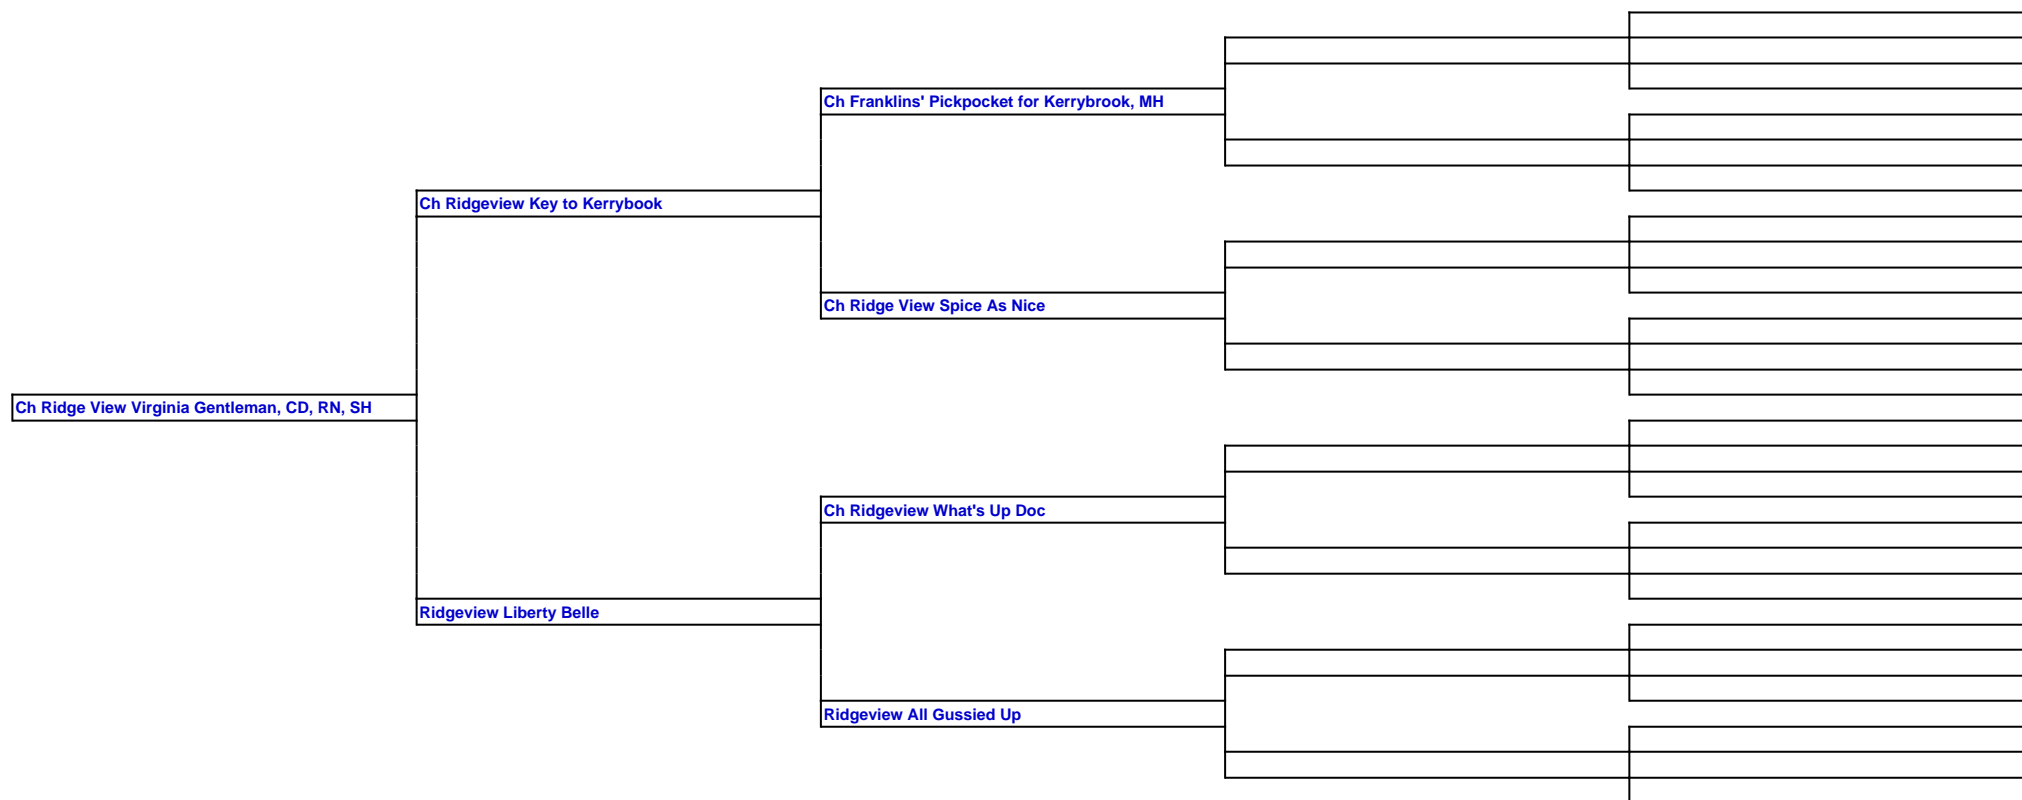 Ch Franklins' Pickpocket for Kerrybrook, MH
Ch Ridgeview Key to Kerrybook
Ch Ridge View Spice As Nice
Ch Ridge View Virginia Gentleman, CD, RN, SH
Ch Ridgeview What's Up Doc
Ridgeview Liberty Belle
Ridgeview All Gussied Up